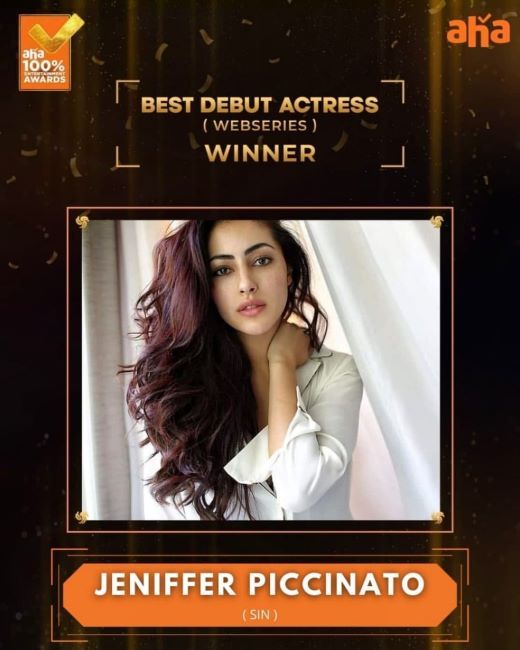 aha
100%
ENTERTAINMENT
AWARDS
aha
BEST DEBUT ACTRESS
( WEBSERIES )
WINNER
JENIFFER PICCINATO
( SIN )